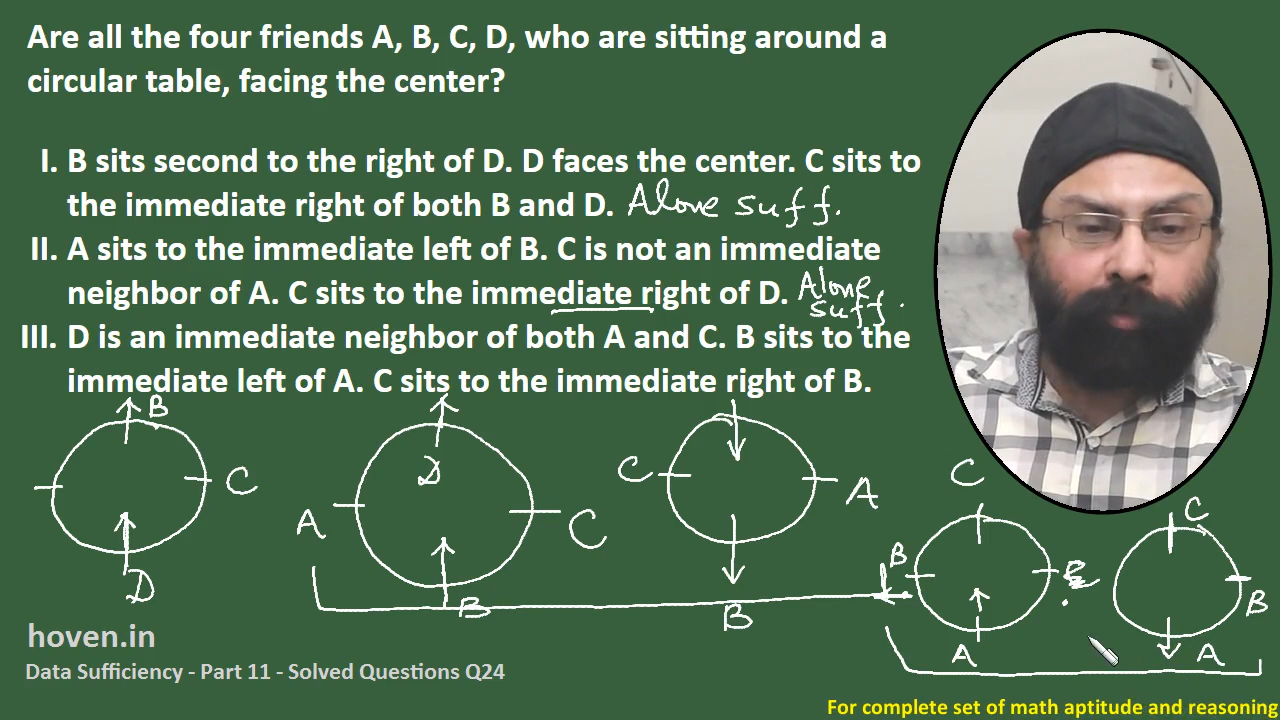 Are all the four friends A, B, C, D, who are sitting around a
circular table, facing the center?
I. B sits second to the right of D. D faces the center. C sits to
the immediate right of both B and D. Alone suff.
II. A sits to the immediate left of B. C is not an immediate
neighbor of A. C sits to the immediate right of D. Alone
suff.
III. D is an immediate neighbor of both A and C. B sits to the
immediate left of A. C sits to the immediate right of B.
B
C
D
D
A
C
B
C
A
B
C
B
A
C
B
A
hoven.in
Data Sufficiency - Part 11 - Solved Questions Q24
For complete set of math aptitude and reasoning